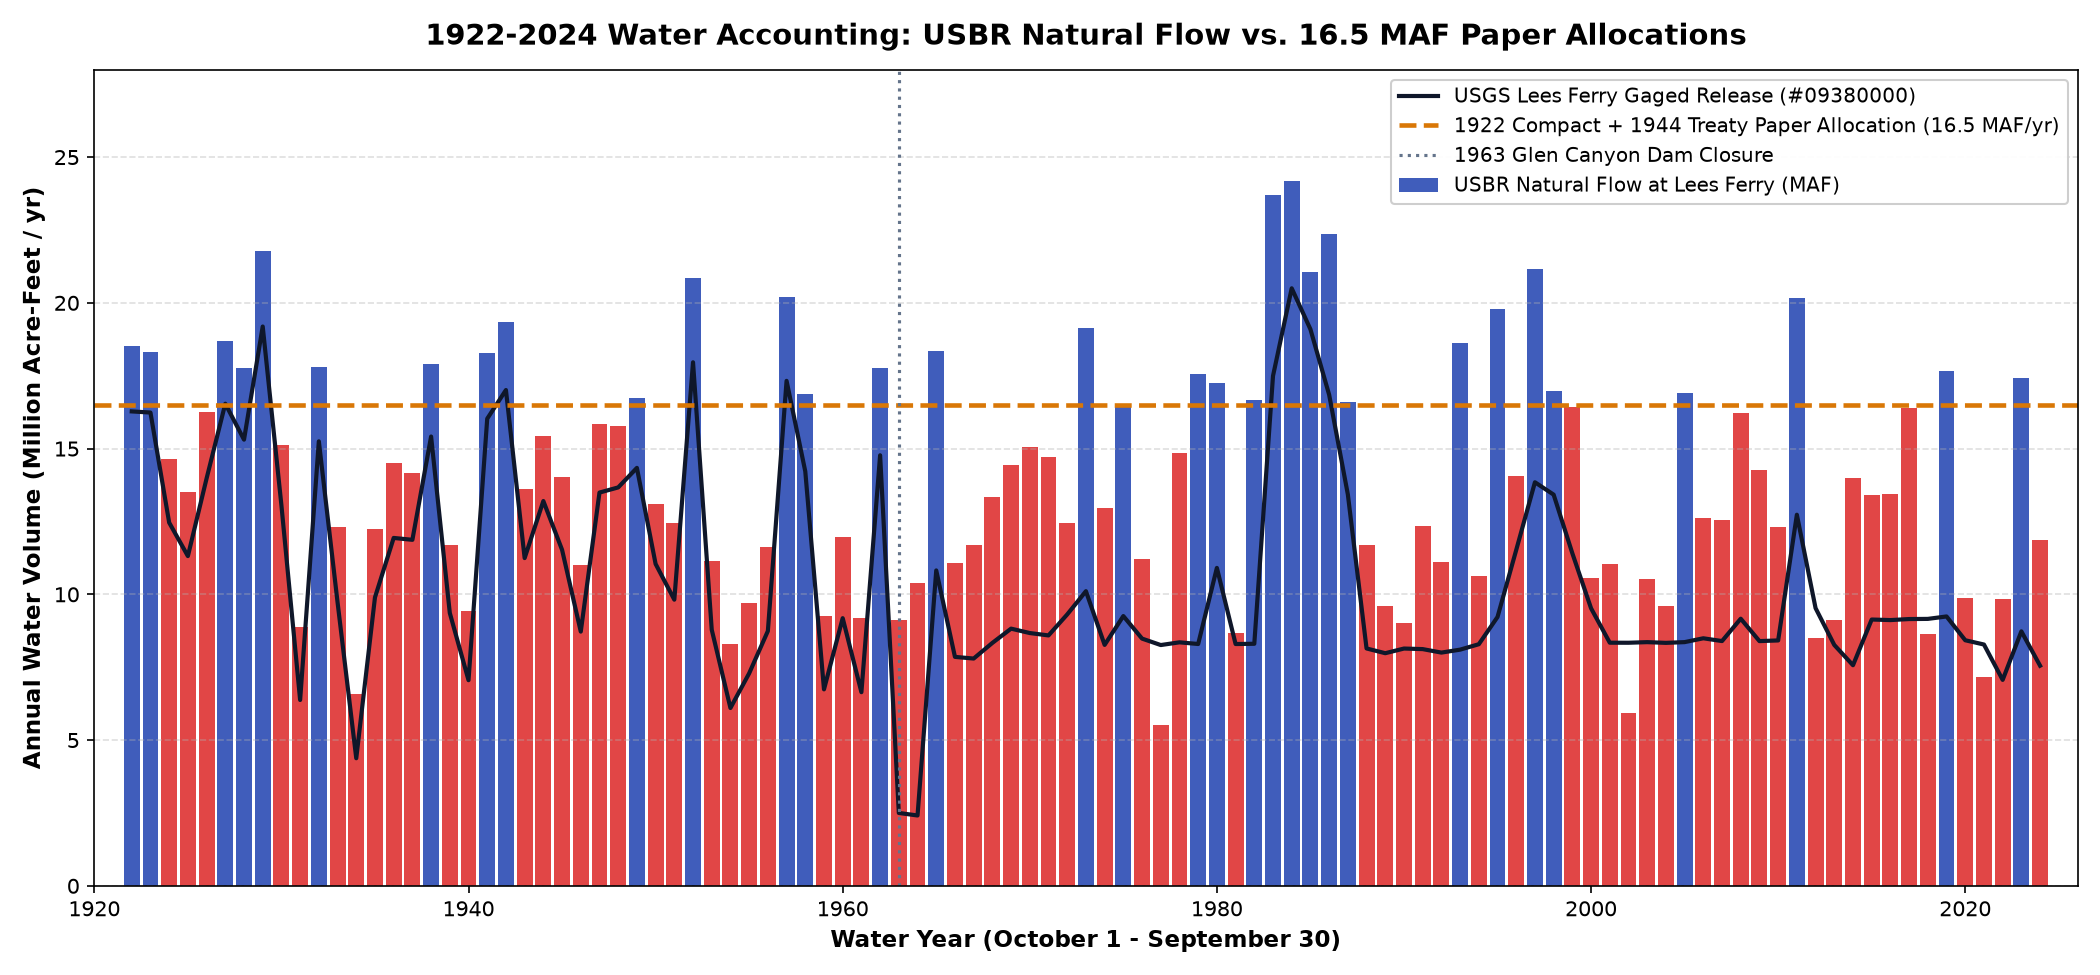 1922-2024 Water Accounting: USBR Natural Flow vs. 16.5 MAF Paper Allocations
USGS Lees Ferry Gaged Release (#09380000)
1922 Compact + 1944 Treaty Paper Allocation (16.5 MAF/yr)
1963 Glen Canyon Dam Closure
USBR Natural Flow at Lees Ferry (MAF)
Annual Water Volume (Million Acre-Feet / yr)
25
20
15
10
5
0
1920 1940 1960 1980 2000 2020
Water Year (October 1 - September 30)